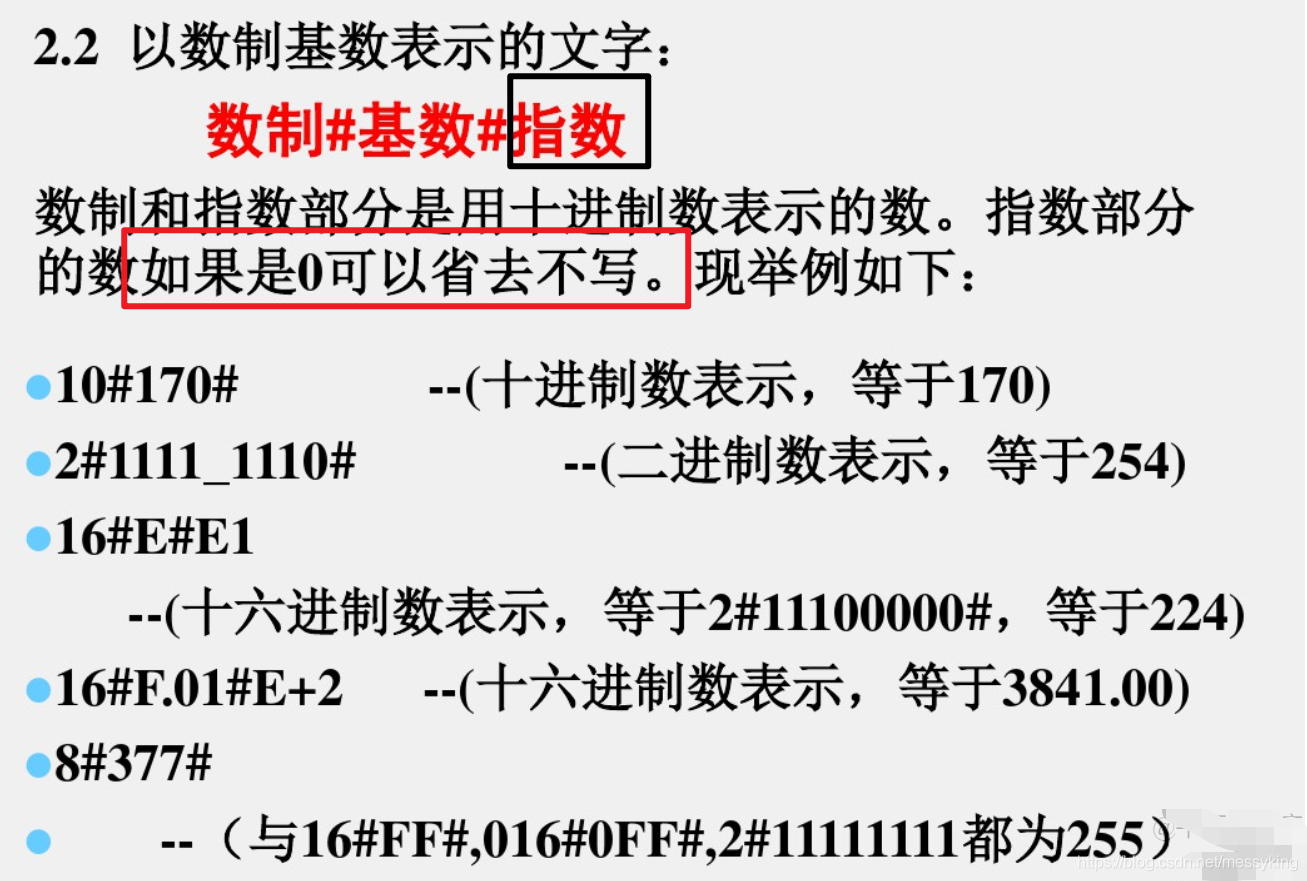 2.2 以数制基数表示的文字：
数制#基数#指数
数制和指数部分是用十进制数表示的数。指数部分
的数如果是0可以省去不写。现举例如下：
10#170# --(十进制数表示，等于170)
2#1111_1110# --(二进制数表示，等于254)
16#E#E1
--(十六进制数表示，等于2#11100000#，等于224)
16#F.01#E+2 --(十六进制数表示，等于3841.00)
8#377#
--（与16#FF#,016#0FF#,2#11111111都为255）
https://blog.csdn.net/messyking